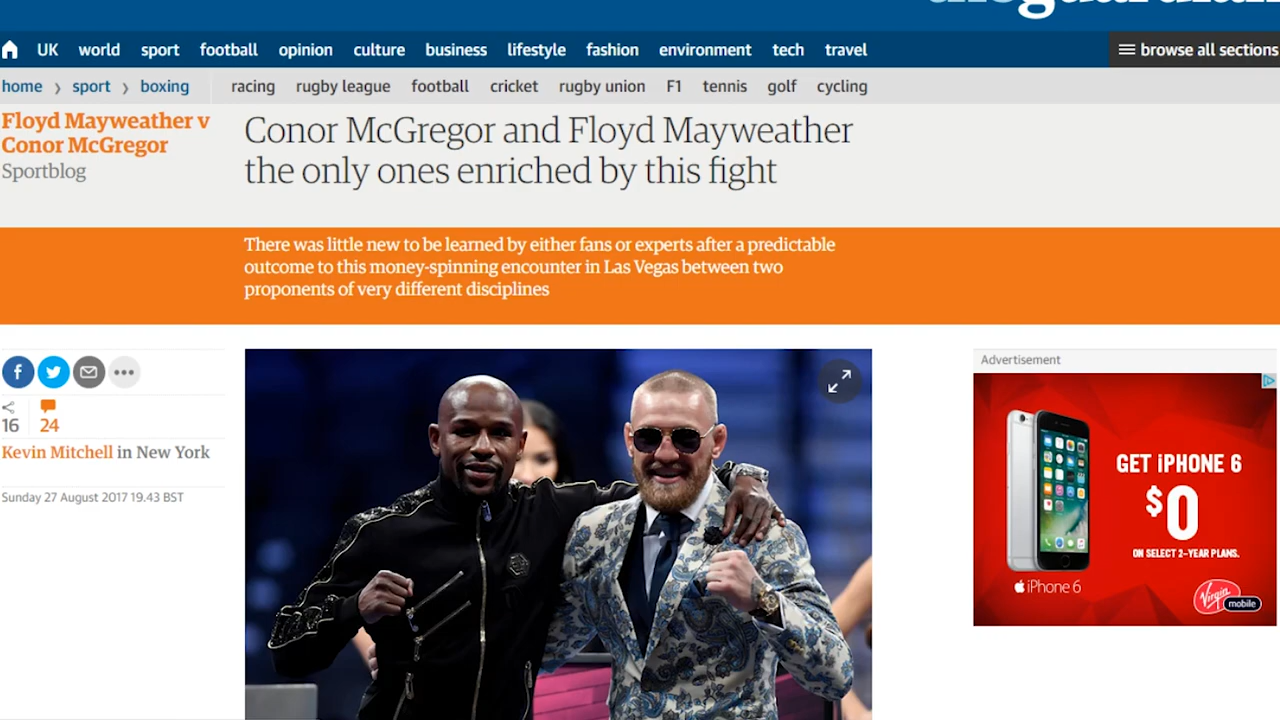 theguardian
UK world sport football opinion culture business lifestyle fashion environment tech travel browse all sections
home sport boxing racing rugby league football cricket rugby union F1 tennis golf cycling
Floyd Mayweather v
Conor McGregor
Sportblog
Conor McGregor and Floyd Mayweather
the only ones enriched by this fight
There was little new to be learned by either fans or experts after a predictable
outcome to this money-spinning encounter in Las Vegas between two
proponents of very different disciplines
16 24
Kevin Mitchell in New York
Sunday 27 August 2017 19.43 BST
Advertisement
GET iPHONE 6
$0
ON SELECT 2-YEAR PLANS.
iPhone 6
Virgin mobile